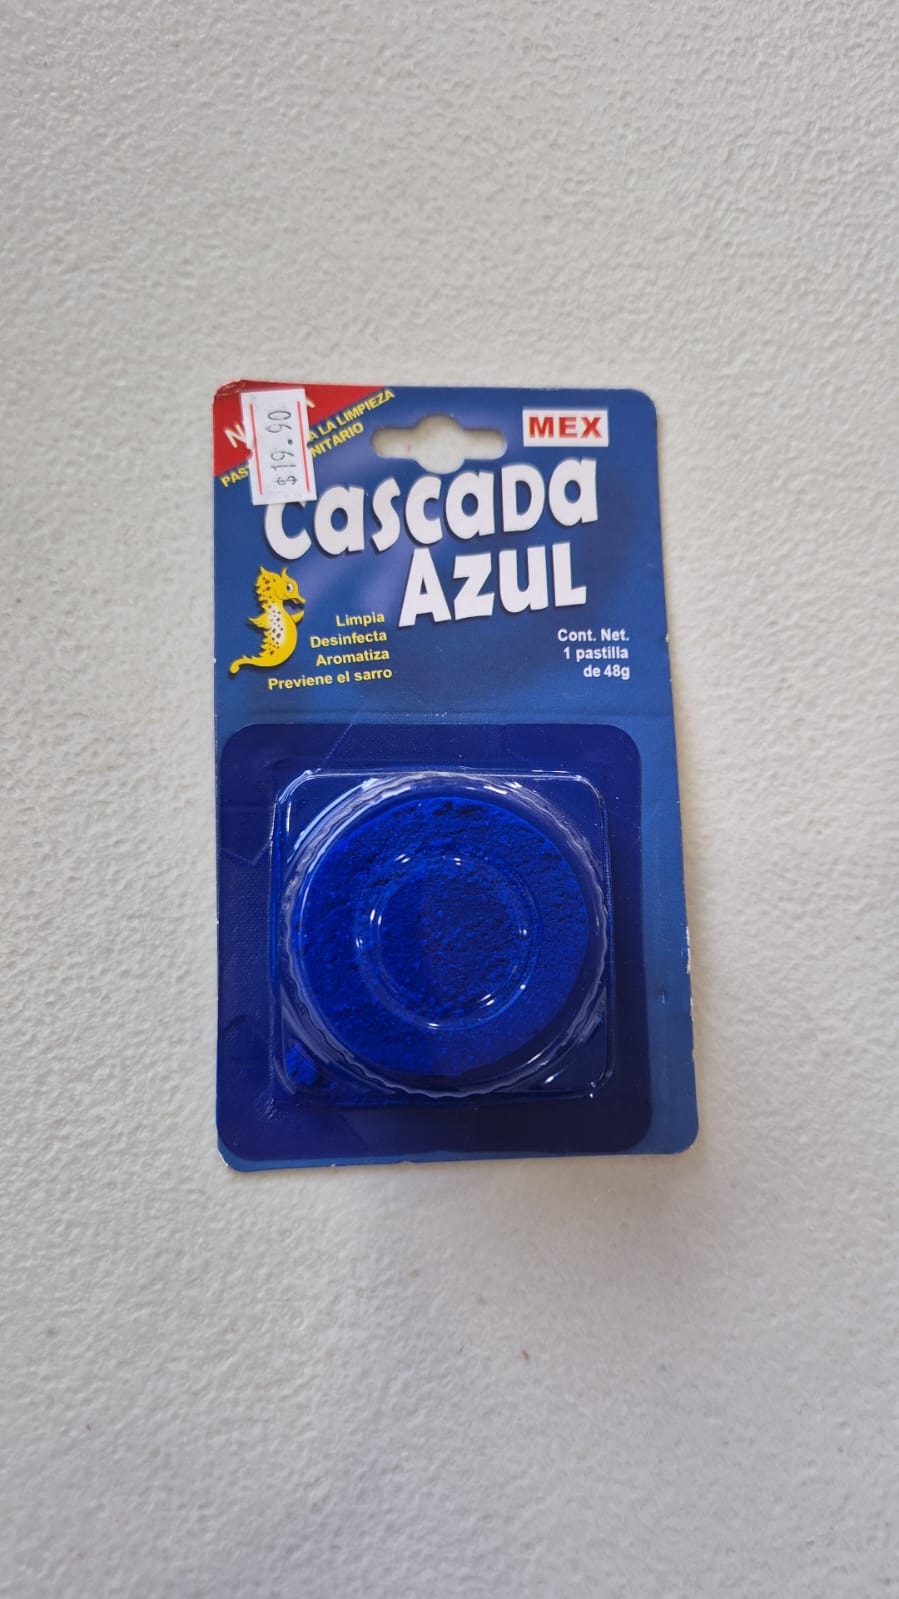 $19.90
A LA LIMPIEZA
NITARIO
MEX
Cascada
Azul
Limpia
Desinfecta
Aromatiza
Previene el sarro
Cont. Net.
1 pastilla
de 48g